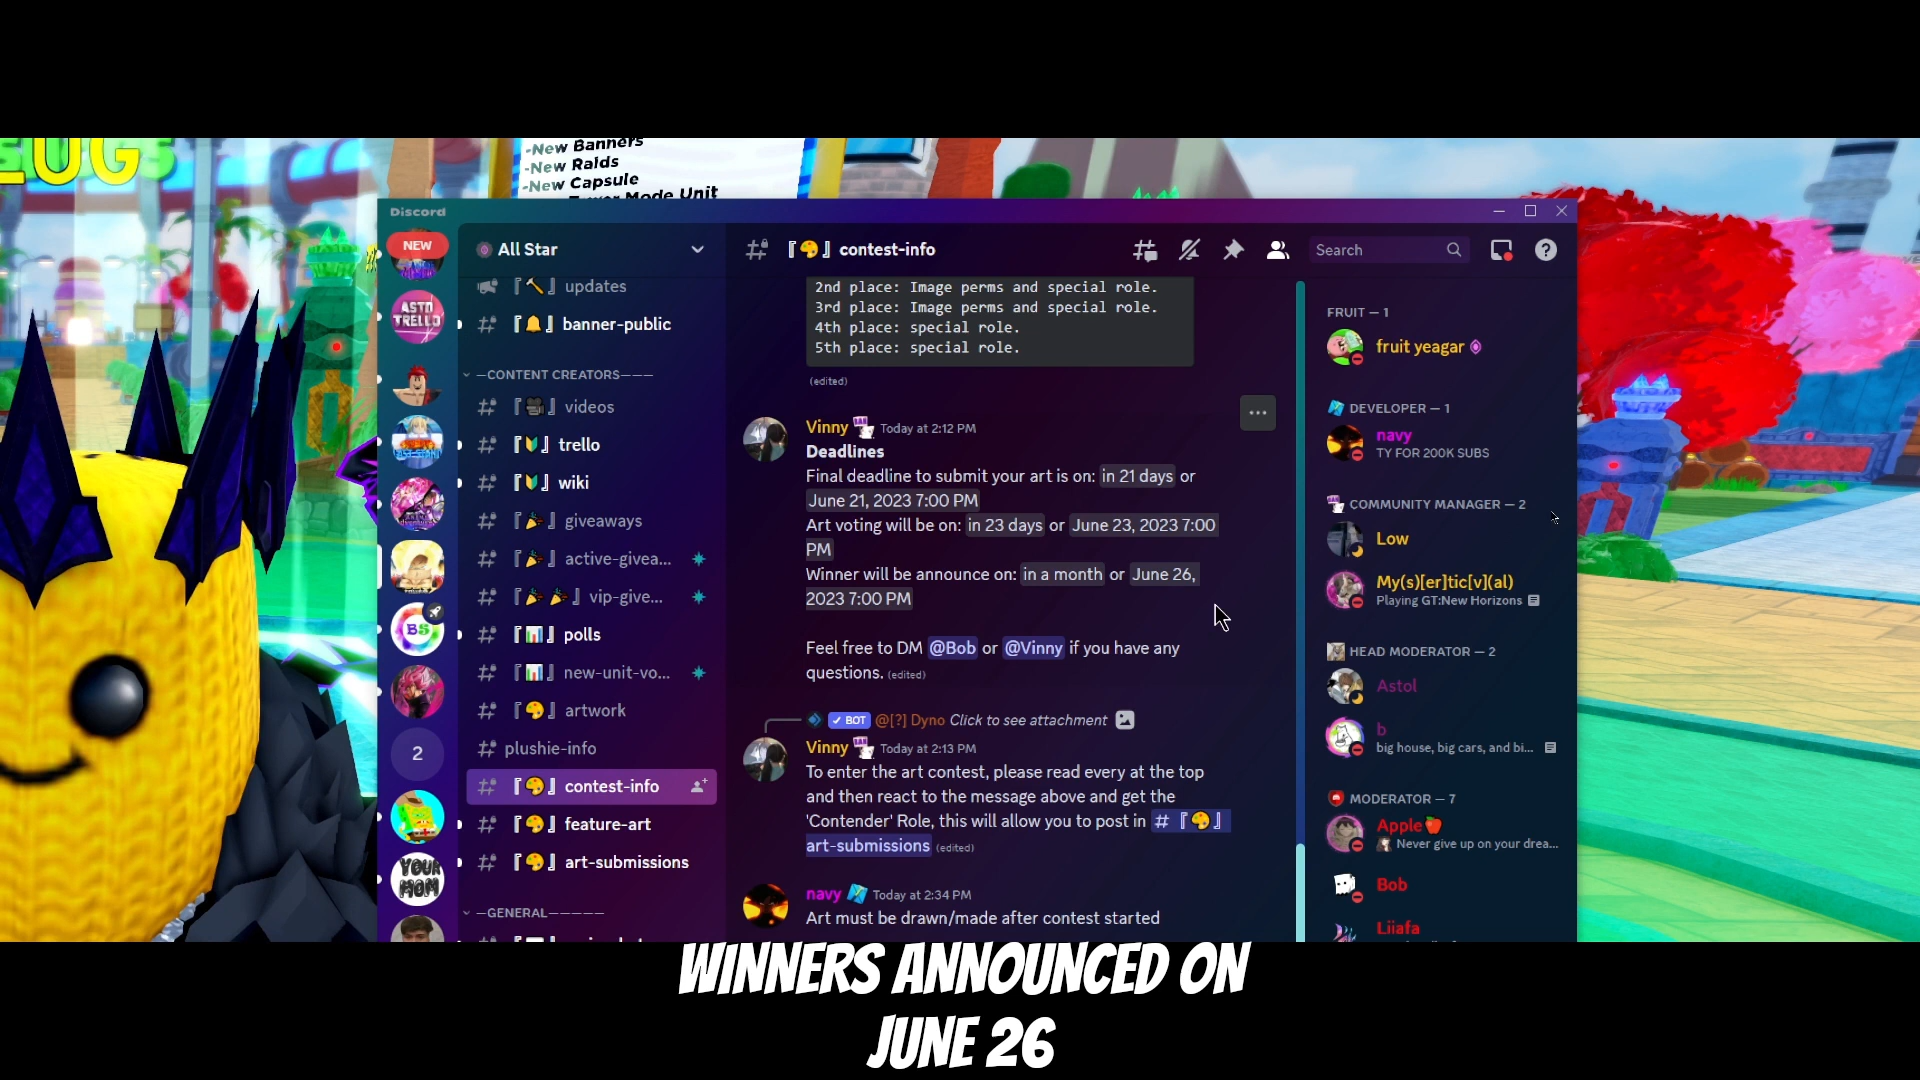 UG
-New Banners
-New Raids
-New Capsule
Tower Mode Unit
Discord
NEW
All Star
『🎨』 contest-info
Search
『🔨』 updates
『🔔』 banner-public
—CONTENT CREATORS———
『🎥』 videos
『🔰』 trello
『🔰』 wiki
『🎉』 giveaways
『🎉』 active-givea...
『🎉 🎉』 vip-give...
『📊』 polls
『📊』 new-unit-vo...
『🎨』 artwork
plushie-info
『🎨』 contest-info
『🎨』 feature-art
『🎨』 art-submissions
—GENERAL—————
ASTD
TRELLO
BS
2
YOUR
MOM
2nd place: Image perms and special role.
3rd place: Image perms and special role.
4th place: special role.
5th place: special role.
(edited)
Vinny Today at 2:12 PM
Deadlines
Final deadline to submit your art is on: in 21 days or
June 21, 2023 7:00 PM
Art voting will be on: in 23 days or June 23, 2023 7:00
PM
Winner will be announce on: in a month or June 26,
2023 7:00 PM
Feel free to DM @Bob or @Vinny if you have any
questions. (edited)
✓ BOT @[?] Dyno Click to see attachment
Vinny Today at 2:13 PM
To enter the art contest, please read every at the top
and then react to the message above and get the
'Contender' Role, this will allow you to post in # 『🎨』
art-submissions (edited)
navy Today at 2:34 PM
Art must be drawn/made after contest started
FRUIT — 1
fruit yeagar
DEVELOPER — 1
navy
TY FOR 200K SUBS
COMMUNITY MANAGER — 2
Low
My(s)[er]tic[v](al)
Playing GT:New Horizons
HEAD MODERATOR — 2
Astol
b
big house, big cars, and bi...
MODERATOR — 7
Apple🍎
Never give up on your drea...
Bob
Liiafa
WINNERS ANNOUNCED ON
JUNE 26